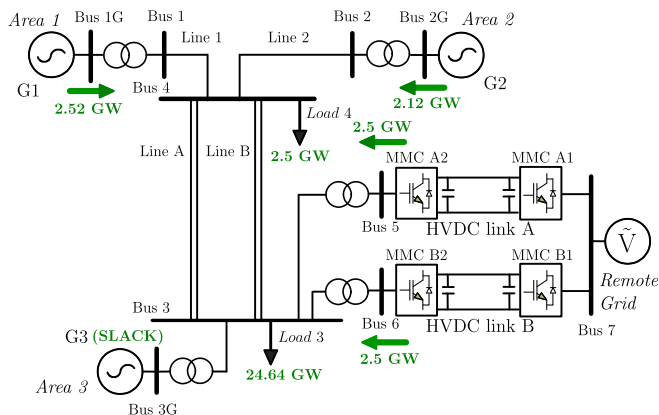 Area 1
Bus 1G
Bus 1
Bus 2
Bus 2G
Area 2
Line 1
Line 2
G1
Bus 4
G2
2.52 GW
2.12 GW
Load 4
2.5 GW
Line A
Line B
2.5 GW
MMC A2
MMC A1
Bus 5
HVDC link A
Ṽ
MMC B2
MMC B1
Remote
Grid
Bus 3
Load 3
Bus 6
HVDC link B
Bus 7
G3 (SLACK)
2.5 GW
24.64 GW
Area 3
Bus 3G